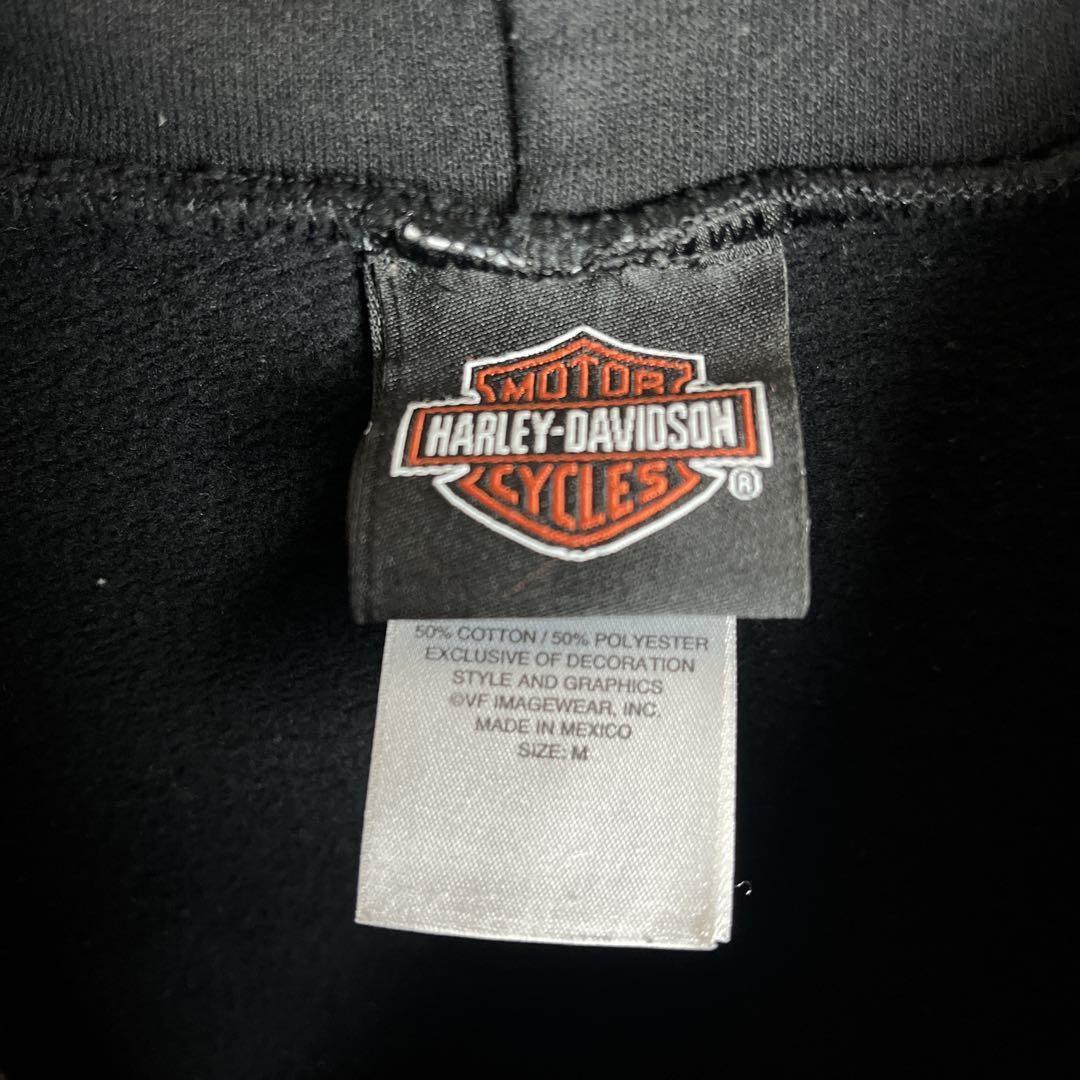 MOTOR
HARLEY-DAVIDSON
CYCLES
®
50% COTTON / 50% POLYESTER
EXCLUSIVE OF DECORATION
STYLE AND GRAPHICS
©VF IMAGEWEAR, INC.
MADE IN MEXICO
SIZE: M